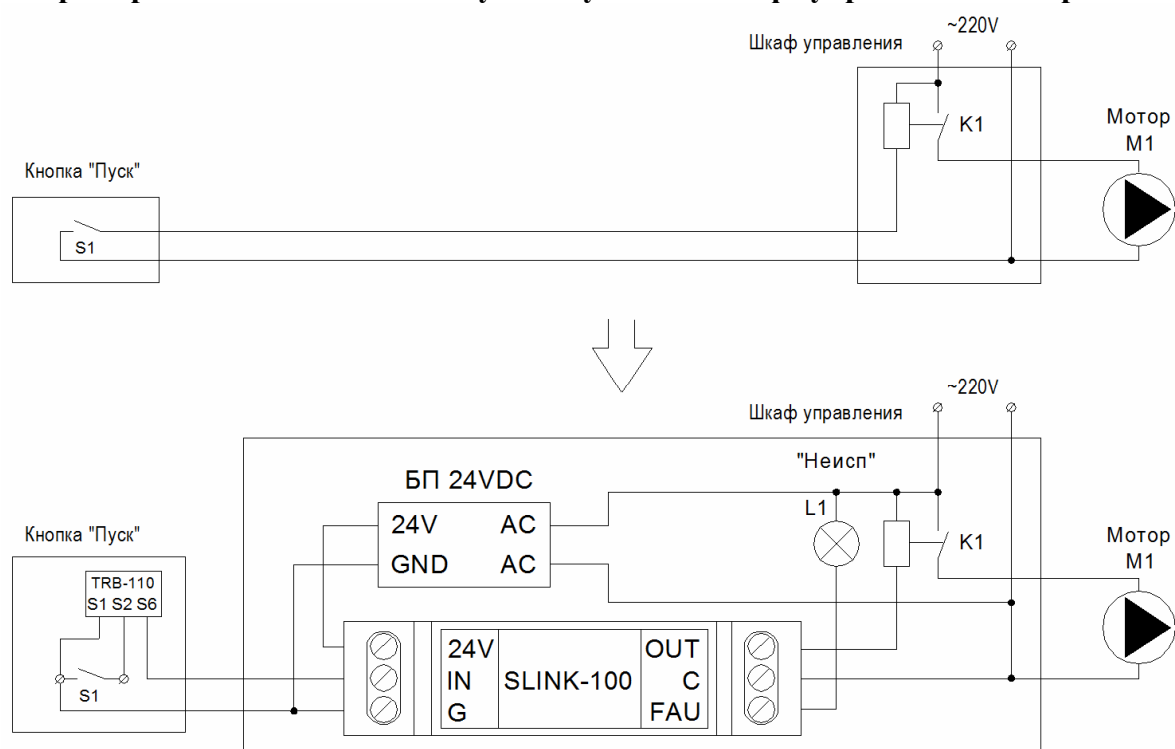 ~220V
Шкаф управления
K1
Мотор
M1
Кнопка "Пуск"
S1
~220V
Шкаф управления
"Неисп"
БП 24VDC
L1
24V AC
GND AC
K1
Мотор
M1
Кнопка "Пуск"
TRB-110
S1 S2 S6
S1
24V OUT
IN SLINK-100 C
G FAU